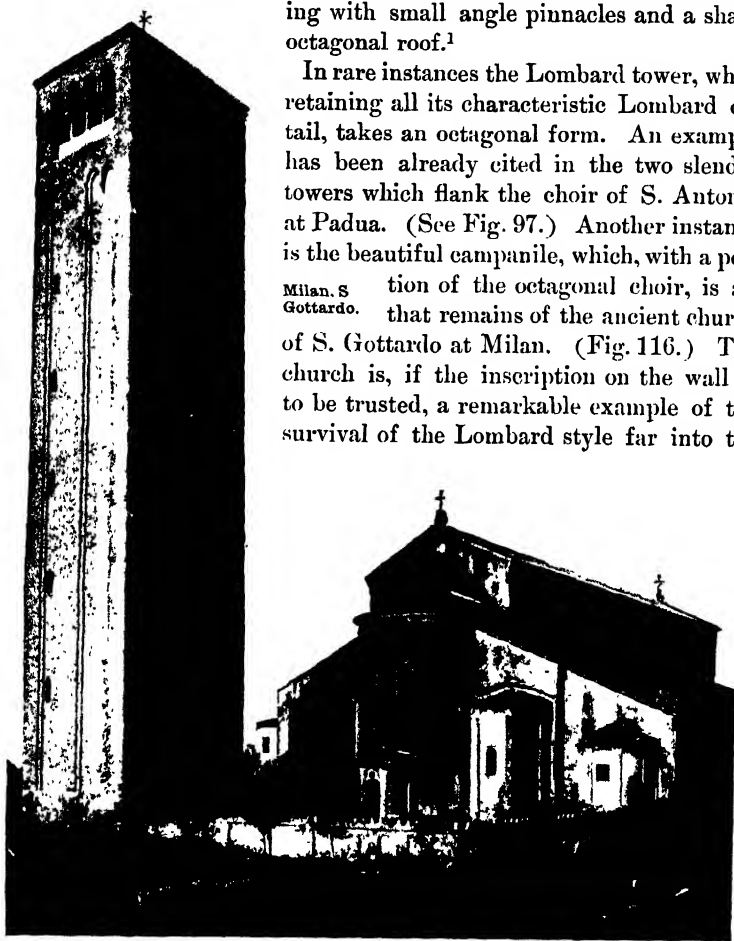 ing with small angle pinnacles and a sha
octagonal roof.¹
In rare instances the Lombard tower, wh
retaining all its characteristic Lombard
tail, takes an octagonal form. An examp
has been already cited in the two slend
towers which flank the choir of S. Anton
at Padua. (See Fig. 97.) Another instan
is the beautiful campanile, which, with a po
Milan. S
Gottardo.
tion of the octagonal choir, is a
that remains of the ancient chur
of S. Gottardo at Milan. (Fig. 116.) T
church is, if the inscription on the wall
to be trusted, a remarkable example of t
survival of the Lombard style far into t